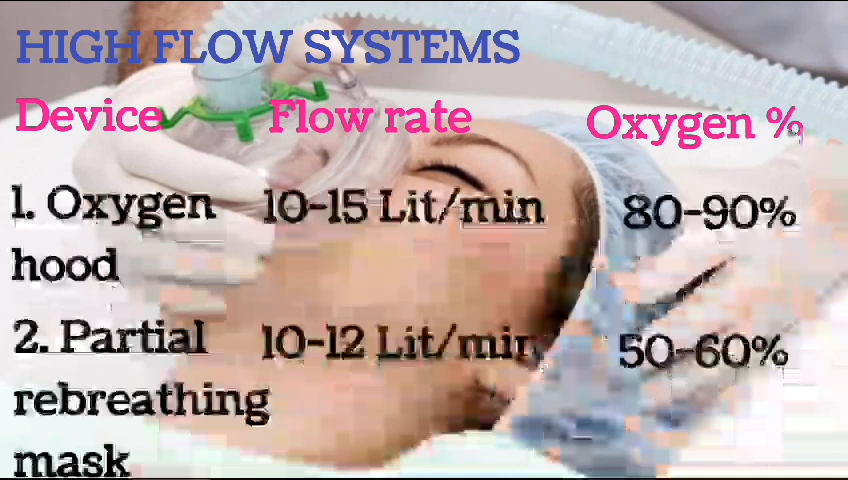 HIGH FLOW SYSTEMS
Device Flow rate Oxygen %
1. Oxygen 10-15 Lit/min 80-90%
hood
2. Partial 10-12 Lit/min 50-60%
rebreathing
mask